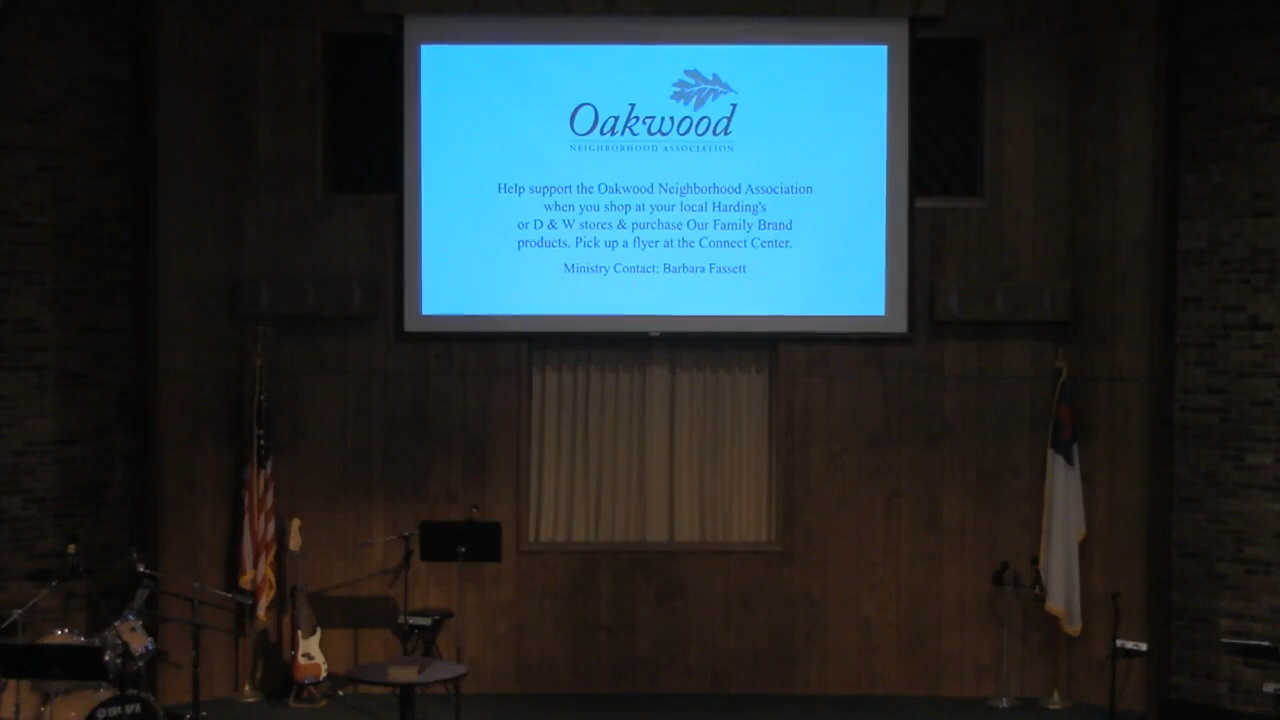 Oakwood
NEIGHBORHOOD ASSOCIATION
Help support the Oakwood Neighborhood Association
when you shop at your local Harding's
or D & W stores & purchase Our Family Brand
products. Pick up a flyer at the Connect Center.
Ministry Contact: Barbara Fassett